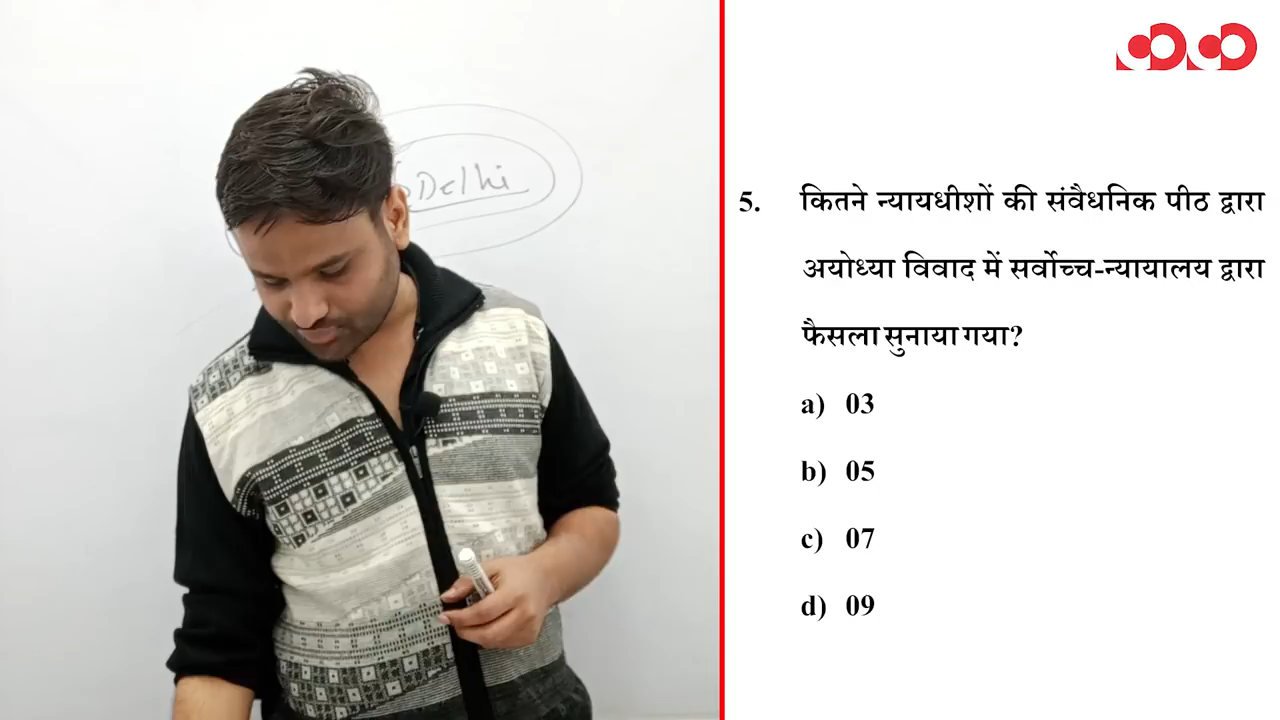 Delhi
5. कितने न्यायधीशों की संवैधनिक पीठ द्वारा
अयोध्या विवाद में सर्वोच्च-न्यायालय द्वारा
फैसला सुनाया गया?
a) 03
b) 05
c) 07
d) 09